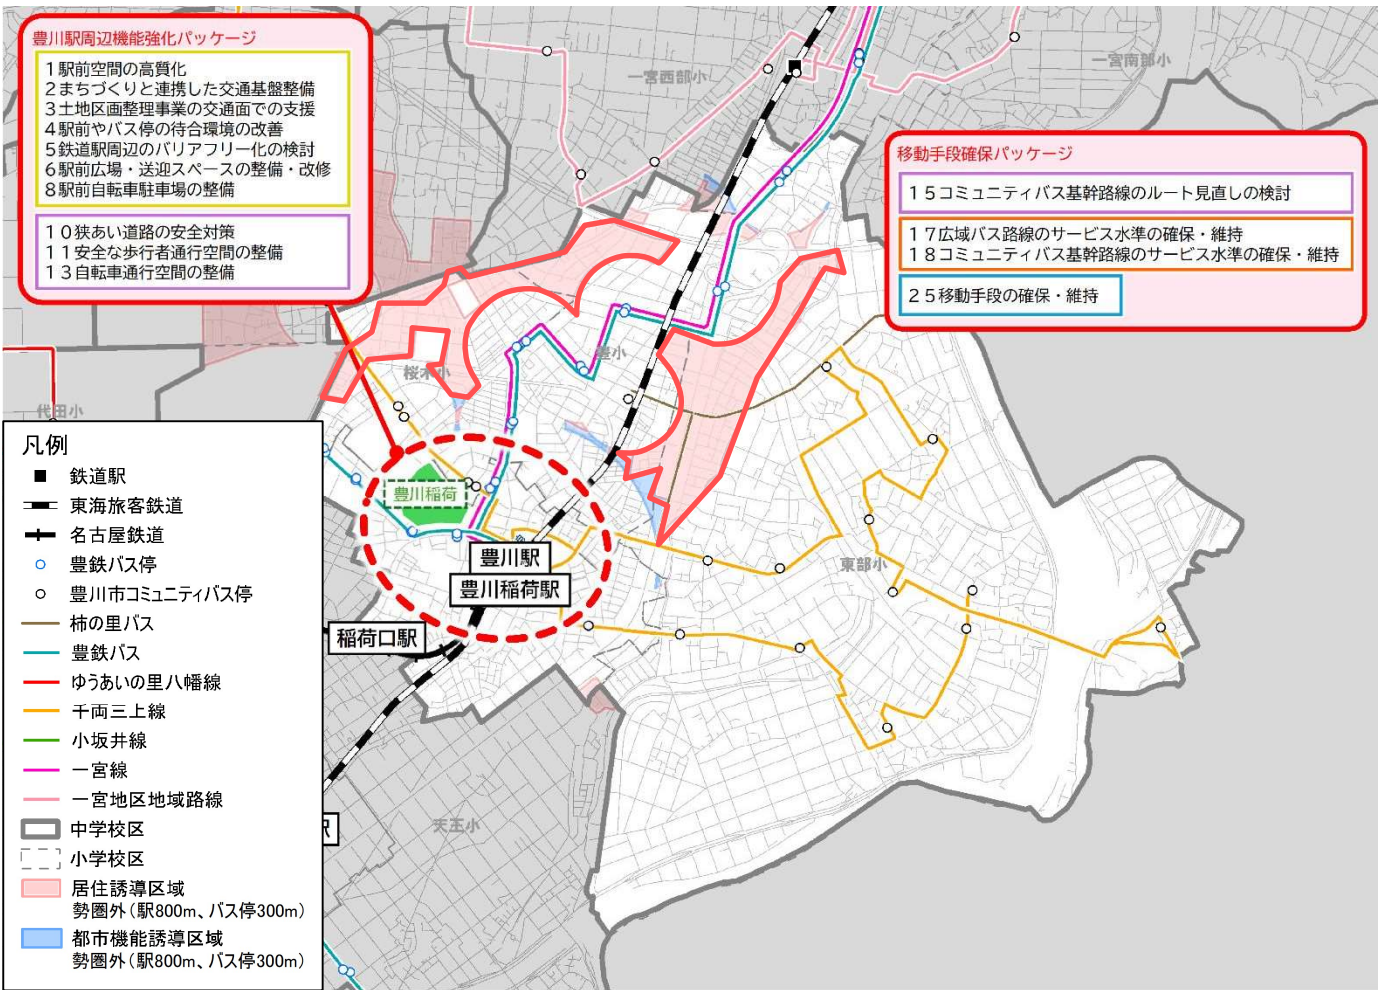 豊川駅周辺機能強化パッケージ
1駅前空間の高質化
2まちづくりと連携した交通基盤整備
3土地区画整理事業の交通面での支援
4駅前やバス停の待合環境の改善
5鉄道駅周辺のバリアフリー化の検討
6駅前広場・送迎スペースの整備・改修
8駅前自転車駐車場の整備
10狭あい道路の安全対策
11安全な歩行者通行空間の整備
13自転車通行空間の整備
移動手段確保パッケージ
15コミュニティバス基幹路線のルート見直しの検討
17広域バス路線のサービス水準の確保・維持
18コミュニティバス基幹路線のサービス水準の確保・維持
25移動手段の確保・維持
一宮西部小
一宮南部小
豊小
桜木小
代田小
豊川稲荷
豊川駅
豊川稲荷駅
稲荷口駅
東部小
天王小
駅
凡例
鉄道駅
東海旅客鉄道
名古屋鉄道
豊鉄バス停
豊川市コミュニティバス停
柿の里バス
豊鉄バス
ゆうあいの里八幡線
千両三上線
小坂井線
一宮線
一宮地区地域路線
中学校区
小学校区
居住誘導区域
勢圏外(駅800m、バス停300m)
都市機能誘導区域
勢圏外(駅800m、バス停300m)